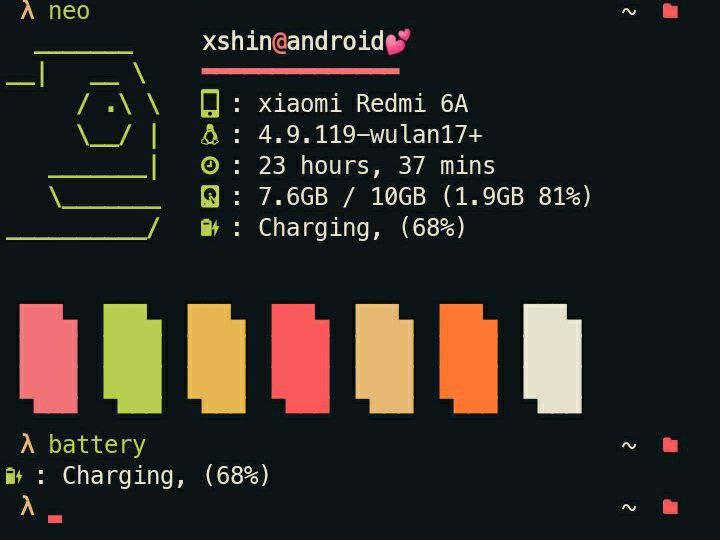 λ neo ~
xshin@android💕
: xiaomi Redmi 6A
: 4.9.119-wulan17+
: 23 hours, 37 mins
: 7.6GB / 10GB (1.9GB 81%)
: Charging, (68%)
λ battery ~
: Charging, (68%)
λ ~